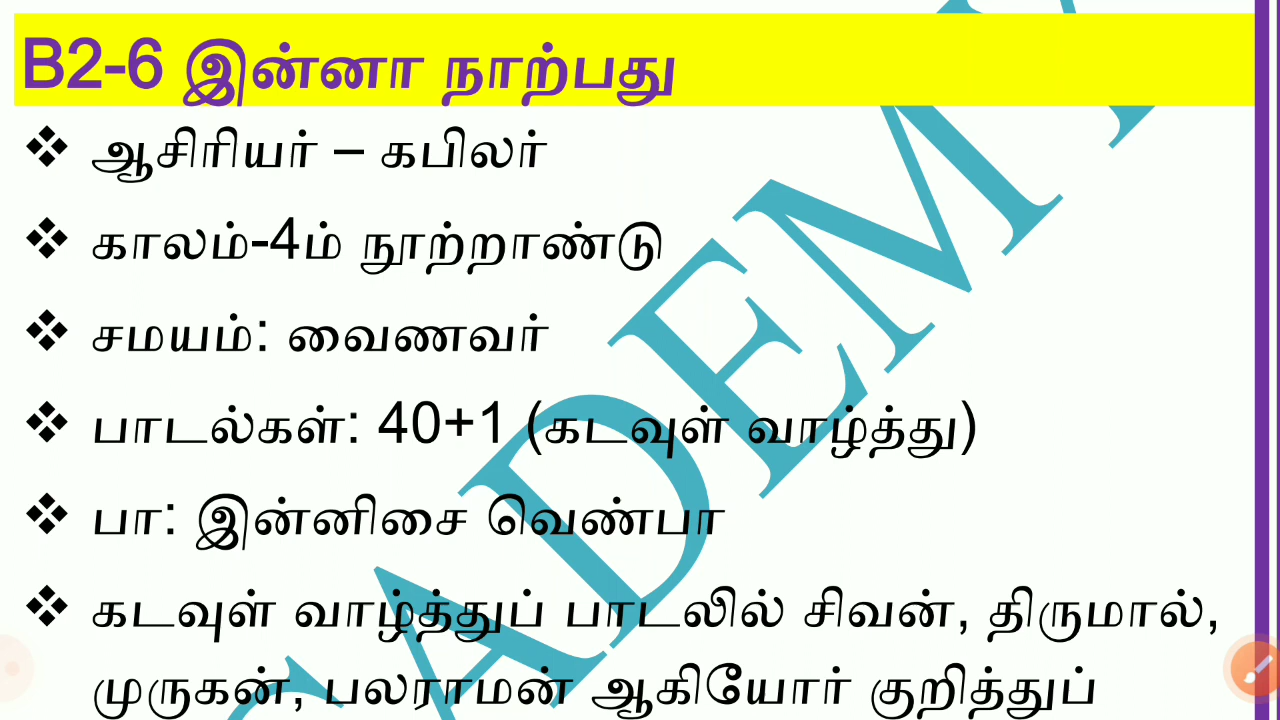 B2-6 இன்னா நாற்பது
❖ ஆசிரியர் – கபிலர்
❖ காலம்-4ம் நூற்றாண்டு
❖ சமயம்: வைணவர்
❖ பாடல்கள்: 40+1 (கடவுள் வாழ்த்து)
❖ பா: இன்னிசை வெண்பா
❖ கடவுள் வாழ்த்துப் பாடலில் சிவன், திருமால்,
முருகன், பலராமன் ஆகியோர் குறித்துப்
CADEMY